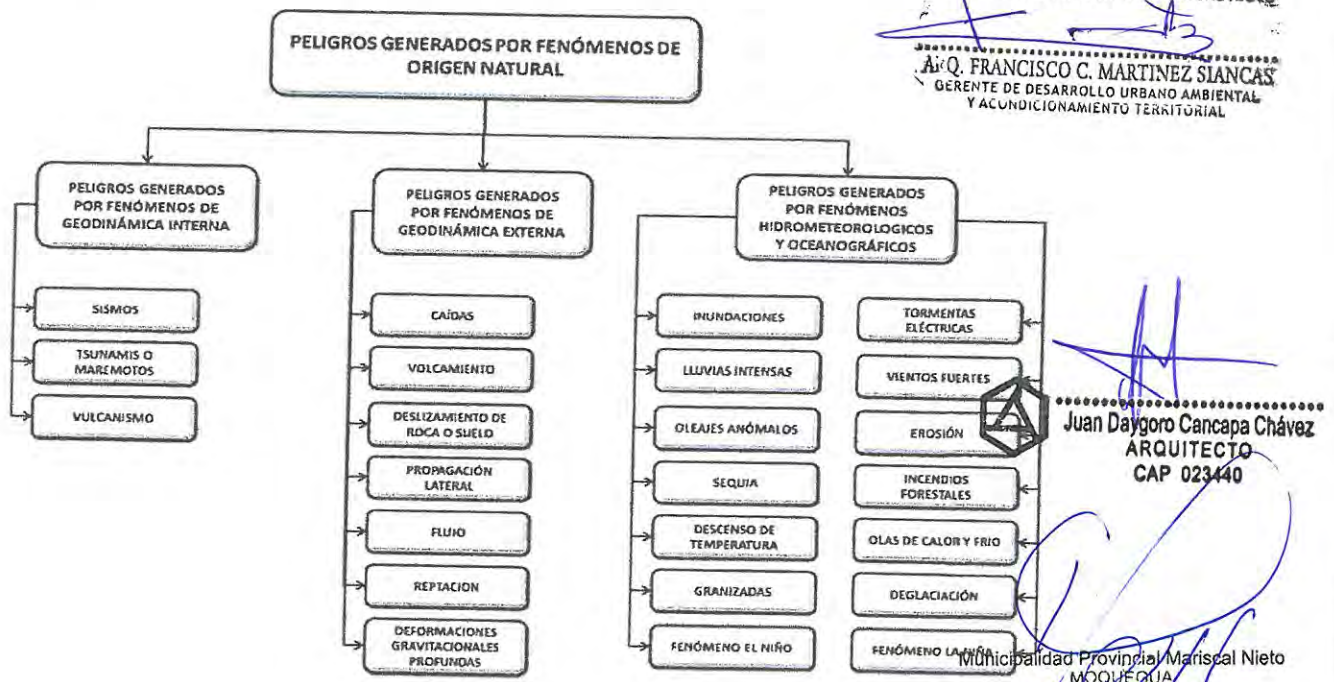 PELIGROS GENERADOS POR FENÓMENOS DE
ORIGEN NATURAL
FRANCISCO C. MARTINEZ SIANCAS
GERENTE DE DESARROLLO URBANO AMBIENTAL
Y ACUNDICIONAMIENTO TERRITORIAL
PELIGROS GENERADOS
POR FENÓMENOS DE
GEODINÁMICA INTERNA
SISMOS
TSUNAMIS O
MAREMOTOS
VULCANISMO
PELIGROS GENERADOS
POR FENÓMENOS DE
GEODINÁMICA EXTERNA
CAÍDAS
VOLCAMIENTO
DESLIZAMIENTO DE
ROCA O SUELO
PROPAGACIÓN
LATERAL
FLUJO
REPTACION
DEFORMACIONES
GRAVITACIONALES
PROFUNDAS
PELIGROS GENERADOS
POR FENÓMENOS
HIDROMETEOROLOGICOS
Y OCEANOGRÁFICOS
INUNDACIONES
LLUVIAS INTENSAS
OLEAJES ANÓMALOS
SEQUIA
DESCENSO DE
TEMPERATURA
GRANIZADAS
FENÓMENO EL NIÑO
TORMENTAS
ELÉCTRICAS
VIENTOS FUERTES
EROSIÓN
INCENDIOS
FORESTALES
OLAS DE CALOR Y FRIO
DEGLACIACIÓN
FENÓMENO LA NIÑA
Juan Daygoro Cancapa Chávez
ARQUITECTO
CAP 023440
Municipalidad Provincial Mariscal Nieto
MOQUEGUA